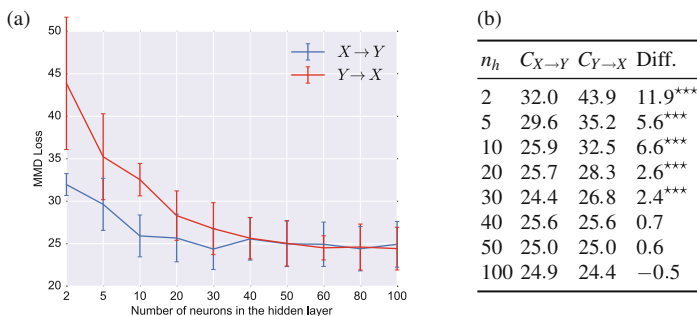 (a)
50
45
40
35
30
25
20
MMD Loss
X → Y
Y → X
2 5 10 20 30 40 50 60 80 100
Number of neurons in the hidden layer
(b)
n_h C_{X→Y} C_{Y→X} Diff.
2 32.0 43.9 11.9***
5 29.6 35.2 5.6***
10 25.9 32.5 6.6***
20 25.7 28.3 2.6***
30 24.4 26.8 2.4***
40 25.6 25.6 0.7
50 25.0 25.0 0.6
100 24.9 24.4 −0.5